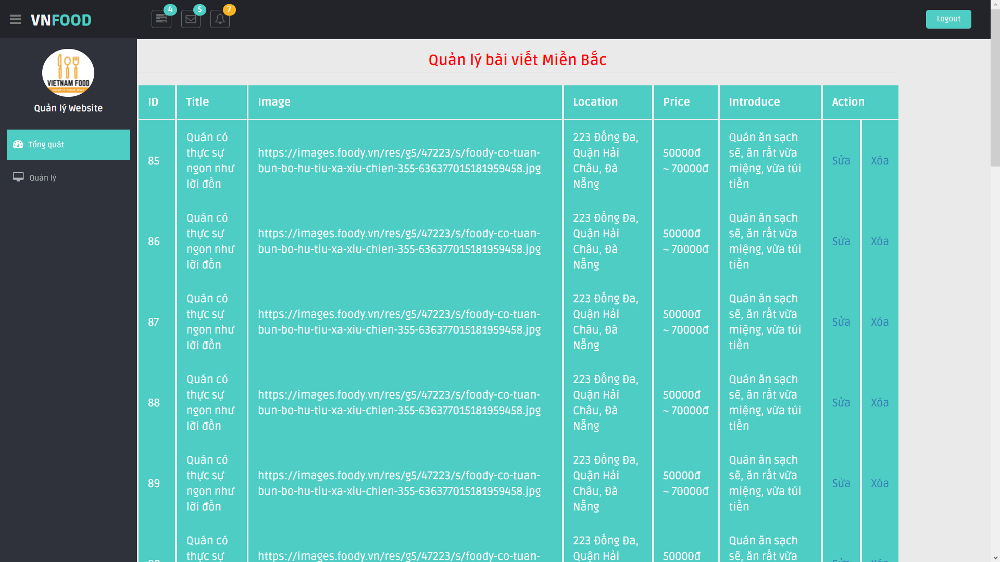 VNFOOD
4
5
7
Logout
VIETNAM FOOD
MAKE IT YOUR WAY
Quản lý Website
Tổng quát
Quản lý
Quản lý bài viết Miền Bắc
ID Title Image Location Price Introduce Action
85
Quán có
thực sự
ngon như
lời đồn
https://images.foody.vn/res/g5/47223/s/foody-co-tuan-
bun-bo-hu-tiu-xa-xiu-chien-355-636377015181959458.jpg
223 Đống Đa,
Quận Hải
Châu, Đà
Nẵng
50000đ
~ 70000đ
Quán ăn sạch
sẽ, ăn rất vừa
miệng, vừa túi
tiền
Sửa
Xóa
86
Quán có
thực sự
ngon như
lời đồn
https://images.foody.vn/res/g5/47223/s/foody-co-tuan-
bun-bo-hu-tiu-xa-xiu-chien-355-636377015181959458.jpg
223 Đống Đa,
Quận Hải
Châu, Đà
Nẵng
50000đ
~ 70000đ
Quán ăn sạch
sẽ, ăn rất vừa
miệng, vừa túi
tiền
Sửa
Xóa
87
Quán có
thực sự
ngon như
lời đồn
https://images.foody.vn/res/g5/47223/s/foody-co-tuan-
bun-bo-hu-tiu-xa-xiu-chien-355-636377015181959458.jpg
223 Đống Đa,
Quận Hải
Châu, Đà
Nẵng
50000đ
~ 70000đ
Quán ăn sạch
sẽ, ăn rất vừa
miệng, vừa túi
tiền
Sửa
Xóa
88
Quán có
thực sự
ngon như
lời đồn
https://images.foody.vn/res/g5/47223/s/foody-co-tuan-
bun-bo-hu-tiu-xa-xiu-chien-355-636377015181959458.jpg
223 Đống Đa,
Quận Hải
Châu, Đà
Nẵng
50000đ
~ 70000đ
Quán ăn sạch
sẽ, ăn rất vừa
miệng, vừa túi
tiền
Sửa
Xóa
89
Quán có
thực sự
ngon như
lời đồn
https://images.foody.vn/res/g5/47223/s/foody-co-tuan-
bun-bo-hu-tiu-xa-xiu-chien-355-636377015181959458.jpg
223 Đống Đa,
Quận Hải
Châu, Đà
Nẵng
50000đ
~ 70000đ
Quán ăn sạch
sẽ, ăn rất vừa
miệng, vừa túi
tiền
Sửa
Xóa
Quán có
thực sự
https://images.foody.vn/res/g5/47223/s/foody-co-tuan-
223 Đống Đa,
Quận Hải
50000đ
Quán ăn sạch
sẽ, ăn rất vừa